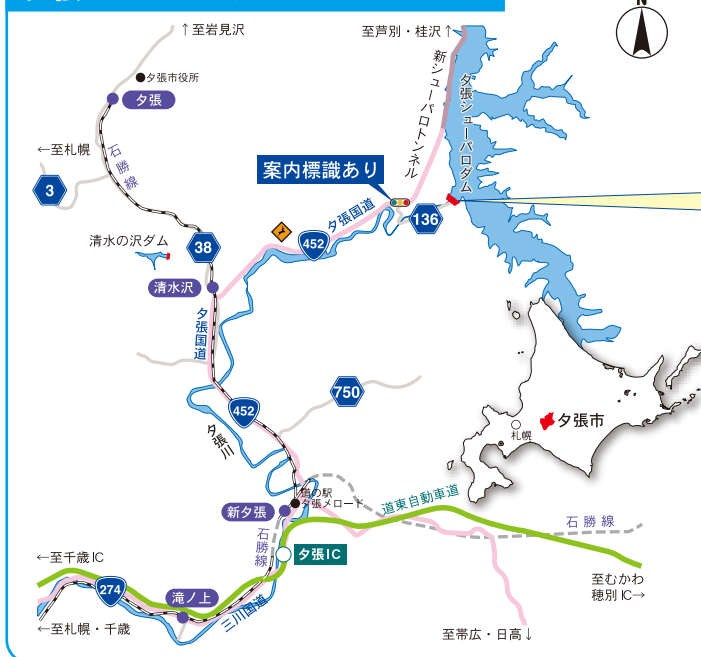 N
↑至岩見沢
至芦別・桂沢↑
夕張市役所
夕張
新シューパロトンネル
夕張シューパロダム
←至札幌
石勝線
3
案内標識あり
136
夕張国道
452
38
清水の沢ダム
清水沢
夕張国道
452
750
夕張川
夕張市
札幌
道の駅
夕張メロード
新夕張
道東自動車道
石勝線
石勝線
夕張IC
←至千歳IC
274
滝ノ上
三川国道
至むかわ
穂別IC→
←至札幌・千歳
至帯広・日高↓